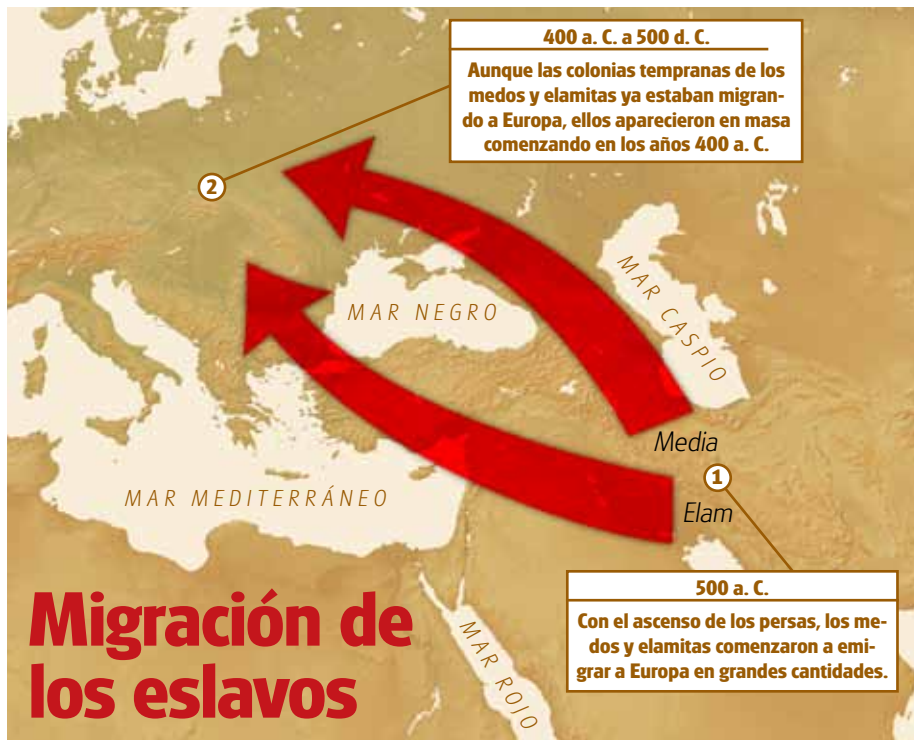 400 a. C. a 500 d. C.
Aunque las colonias tempranas de los
medos y elamitas ya estaban migran-
do a Europa, ellos aparecieron en masa
comenzando en los años 400 a. C.
2
MAR NEGRO
MAR CASPIO
Media
1
MAR MEDITERRÁNEO
Elam
500 a. C.
Con el ascenso de los persas, los me-
dos y elamitas comenzaron a emi-
grar a Europa en grandes cantidades.
Migración de
los eslavos
MAR ROJO